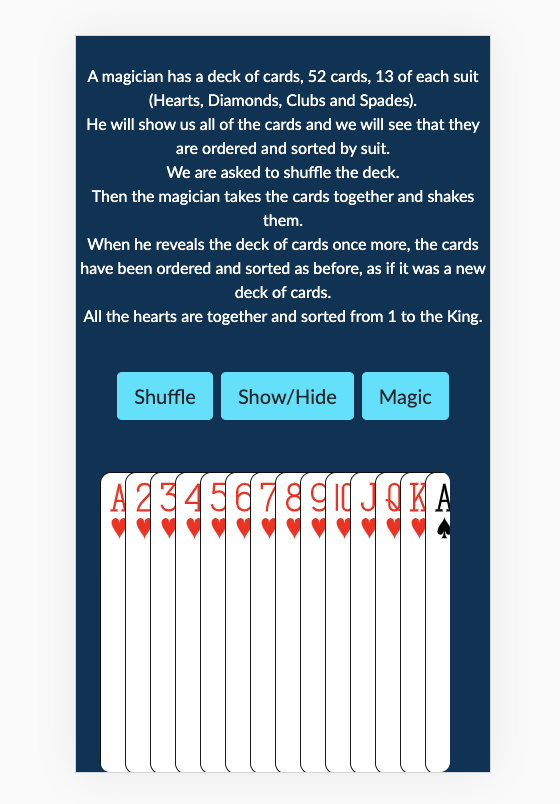 A magician has a deck of cards, 52 cards, 13 of each suit
(Hearts, Diamonds, Clubs and Spades).
He will show us all of the cards and we will see that they
are ordered and sorted by suit.
We are asked to shuffle the deck.
Then the magician takes the cards together and shakes
them.
When he reveals the deck of cards once more, the cards
have been ordered and sorted as before, as if it was a new
deck of cards.
All the hearts are together and sorted from 1 to the King.
Shuffle Show/Hide Magic
A 2 3 4 5 6 7 8 9 10 J Q K A